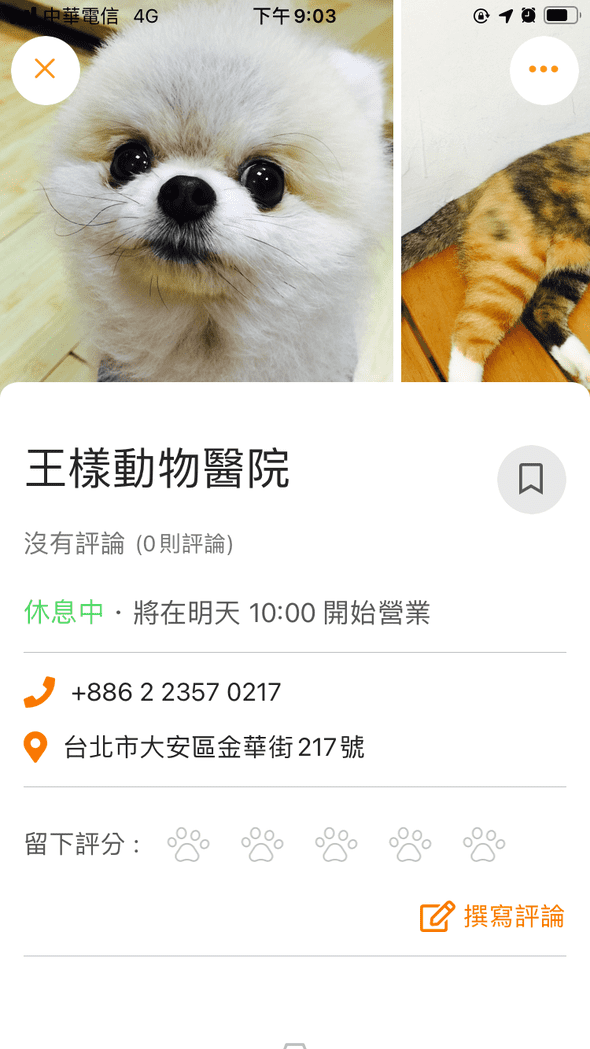 中華電信 4G 下午9:03
王樣動物醫院
沒有評論 (0則評論)
休息中・將在明天 10:00 開始營業
+886 2 2357 0217
台北市大安區金華街217號
留下評分：
撰寫評論